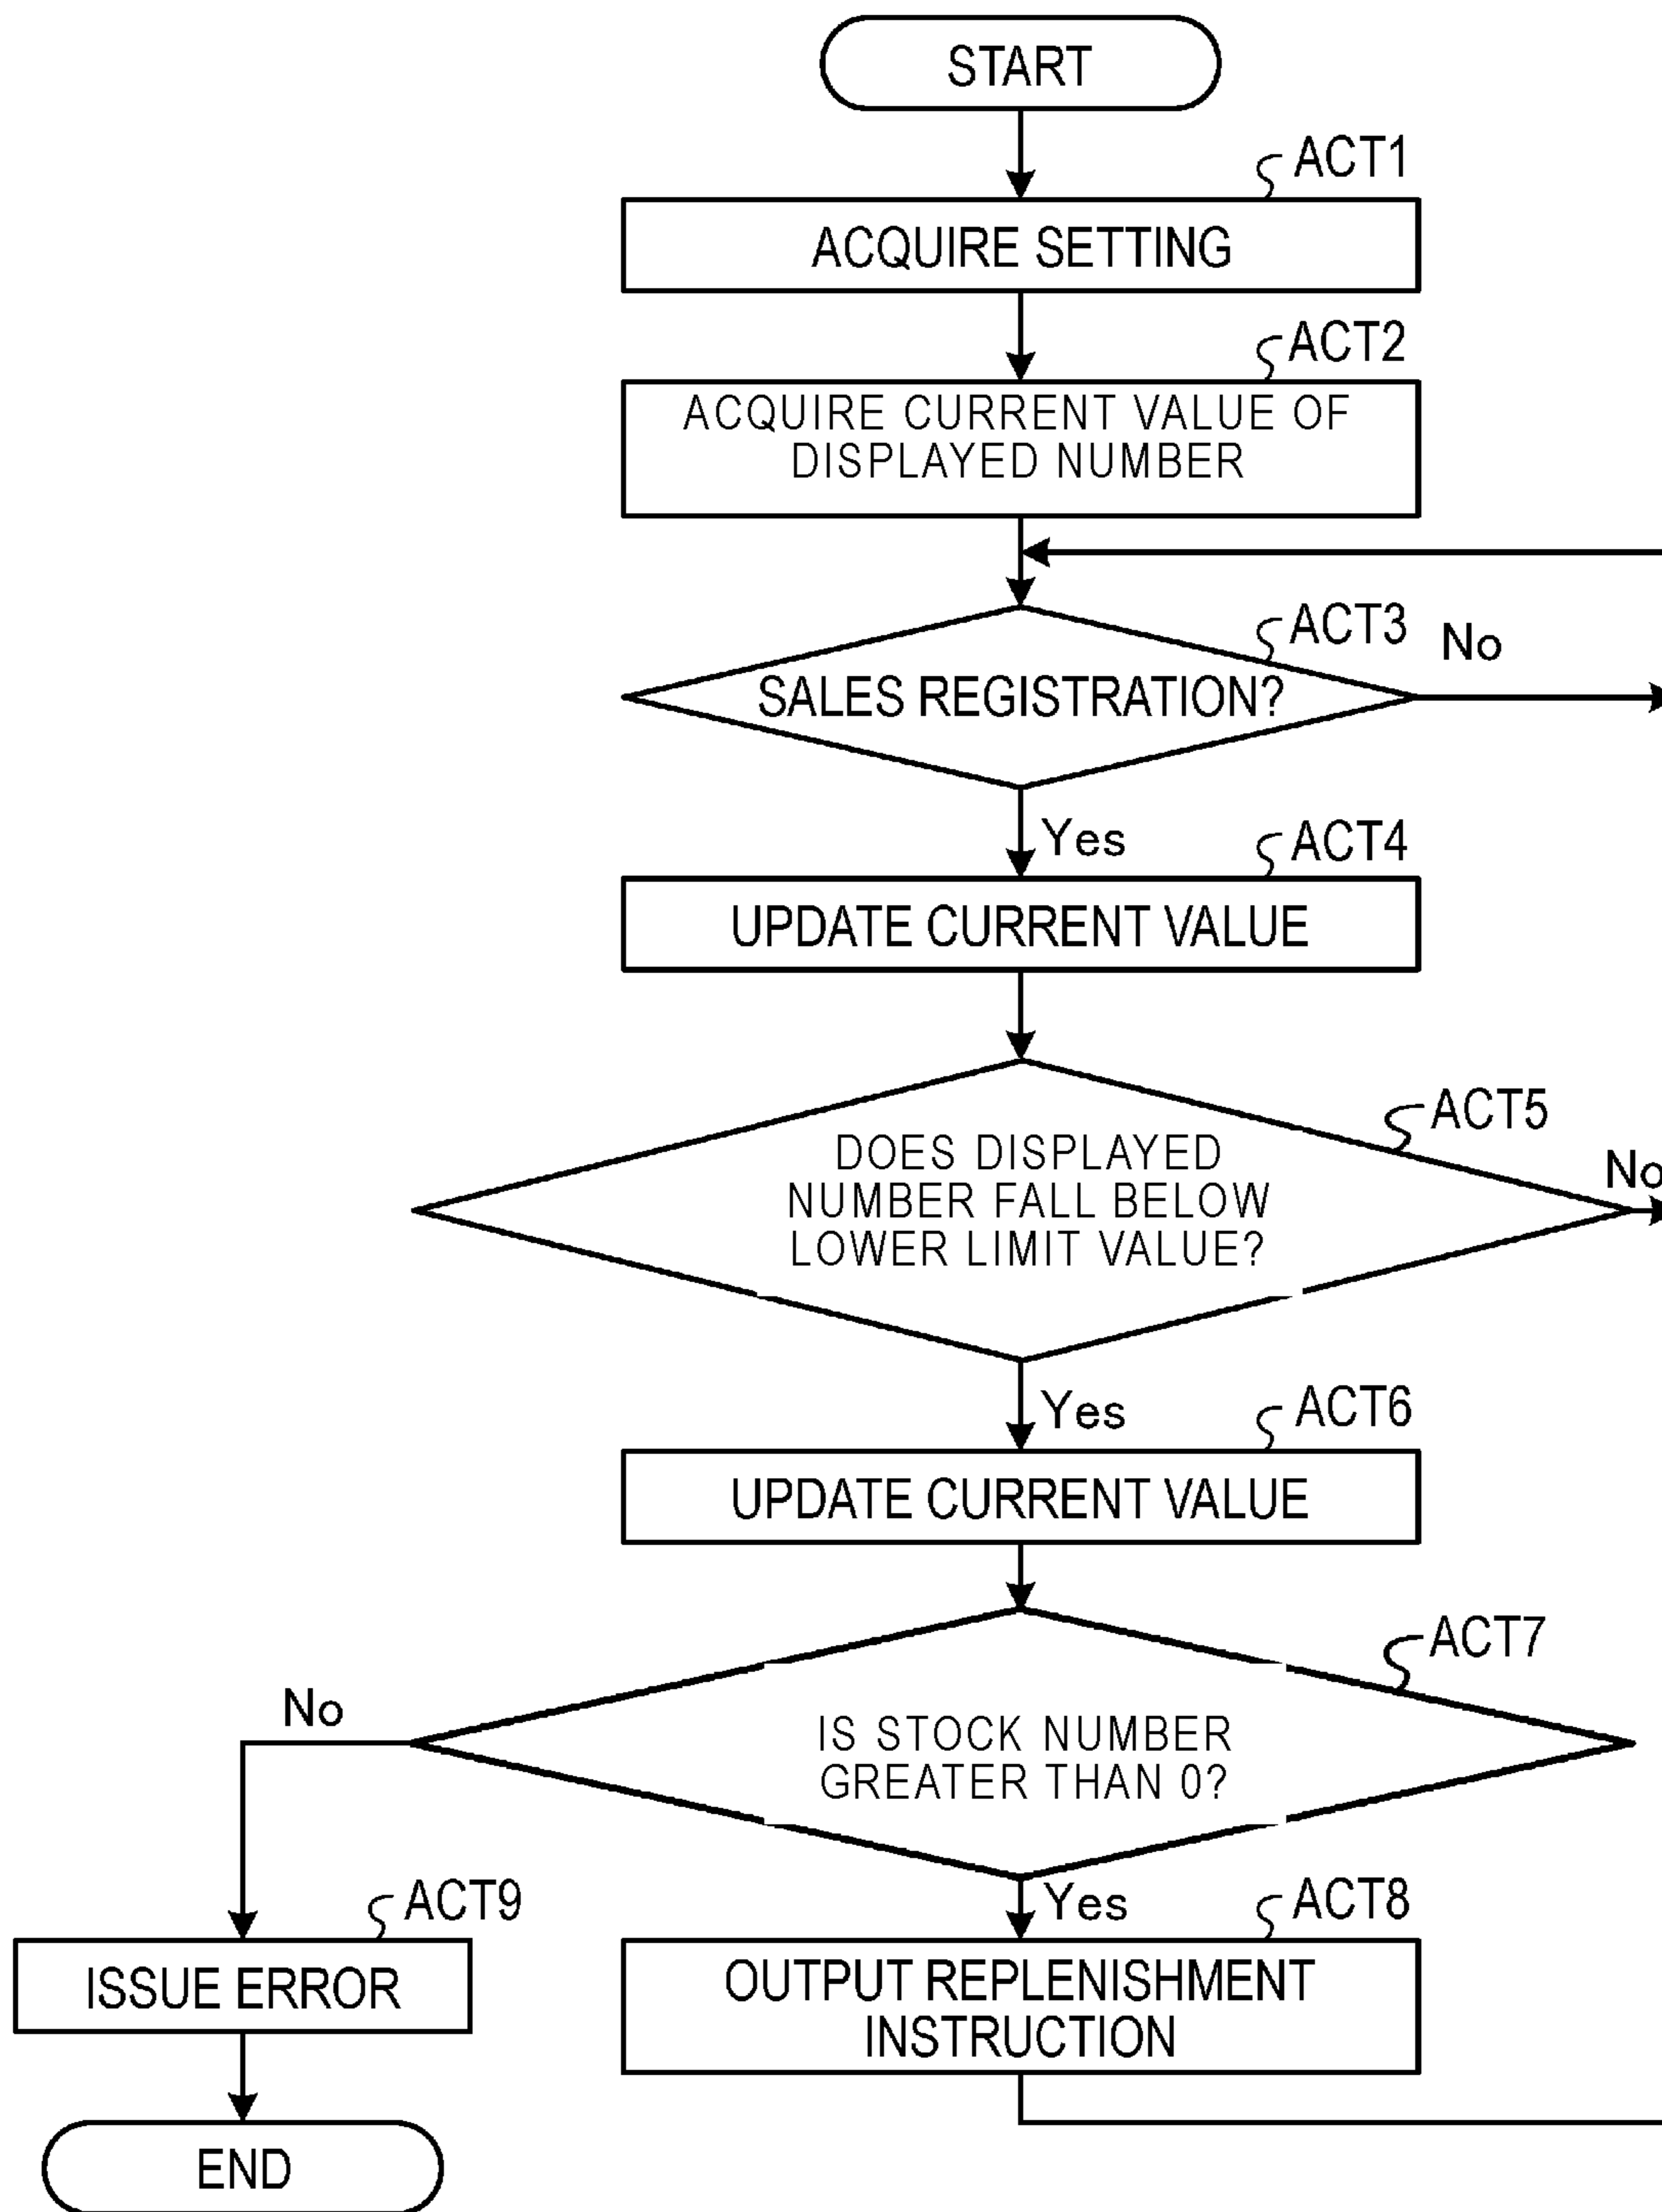 START
ACT1
ACQUIRE SETTING
ACT2
ACQUIRE CURRENT VALUE OF
DISPLAYED NUMBER
ACT3
No
SALES REGISTRATION?
Yes
ACT4
UPDATE CURRENT VALUE
ACT5
No
DOES DISPLAYED
NUMBER FALL BELOW
LOWER LIMIT VALUE?
Yes
ACT6
UPDATE CURRENT VALUE
ACT7
No
IS STOCK NUMBER
GREATER THAN 0?
Yes
ACT9
ACT8
ISSUE ERROR
OUTPUT REPLENISHMENT
INSTRUCTION
END